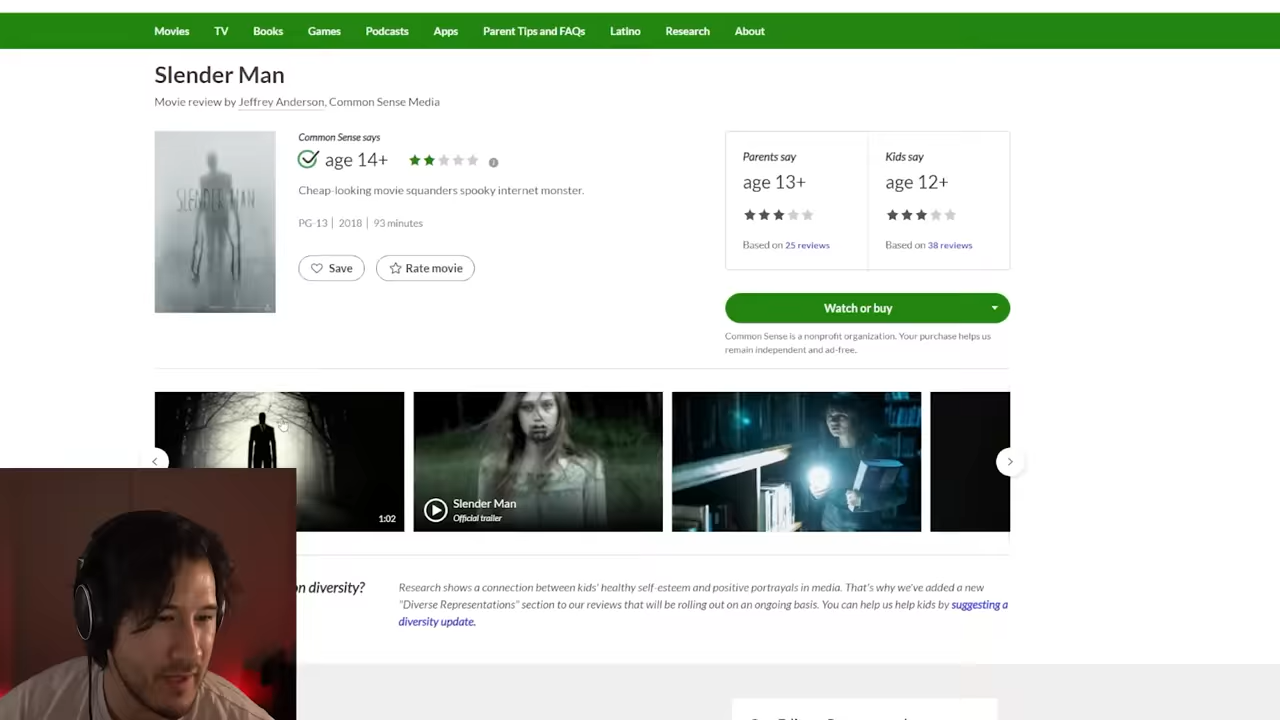 Movies TV Books Games Podcasts Apps Parent Tips and FAQs Latino Research About
Slender Man
Movie review by Jeffrey Anderson, Common Sense Media
SLENDER MAN
Common Sense says
age 14+
Cheap-looking movie squanders spooky internet monster.
PG-13 | 2018 | 93 minutes
Save
Rate movie
Parents say
age 13+
Based on 25 reviews
Kids say
age 12+
Based on 38 reviews
Watch or buy
Common Sense is a nonprofit organization. Your purchase helps us
remain independent and ad-free.
1:02
Slender Man
Official trailer
on diversity?
Research shows a connection between kids' healthy self-esteem and positive portrayals in media. That's why we've added a new
"Diverse Representations" section to our reviews that will be rolling out on an ongoing basis. You can help us help kids by suggesting a
diversity update.